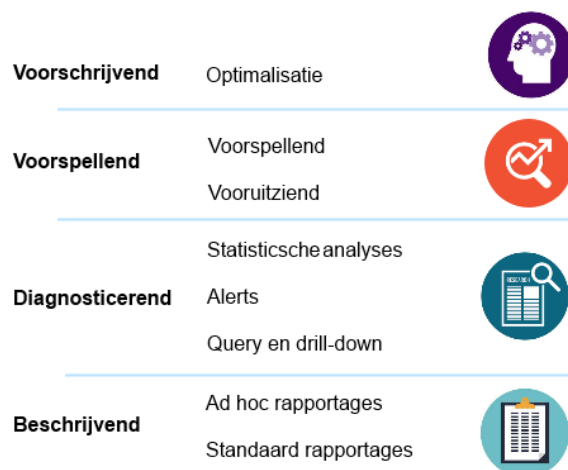 Voorschrijvend
Optimalisatie
Voorspellend
Voorspellend
Vooruitziend
Diagnosticerend
Statisticsche analyses
Alerts
Query en drill-down
RESEARCH
Beschrijvend
Ad hoc rapportages
Standaard rapportages